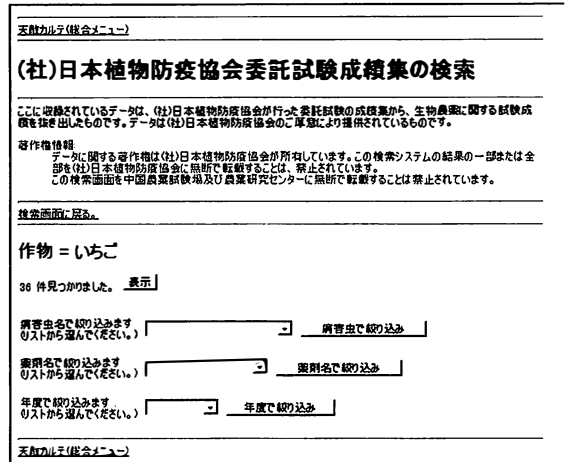 天敵カルテ(総合メニュー)
(社)日本植物防疫協会委託試験成績集の検索
ここに収録されているデータは、(社)日本植物防疫協会が行った委託試験の成績集から、生物農薬に関する試験成
績を抜き出したものです。データは(社)日本植物防疫協会のご厚意により提供されているものです。
著作権情報
データに関する著作権は(社)日本植物防疫協会が所有しています。この検索システムの結果の一部または全
部を(社)日本植物防疫協会に無断で転載することは、禁止されています。
この検索画面を中国農業試験場及び農業研究センターに無断で転載することは禁止されています。
検索画面に戻る。
作物 = いちご
36 件見つかりました。 表示
病害虫名で絞り込みます
(リストから選んでください。) 病害虫で絞り込み
薬剤名で絞り込みます
(リストから選んでください。) 薬剤名で絞り込み
年度で絞り込みます
(リストから選んでください。) 年度で絞り込み
天敵カルテ(総合メニュー)